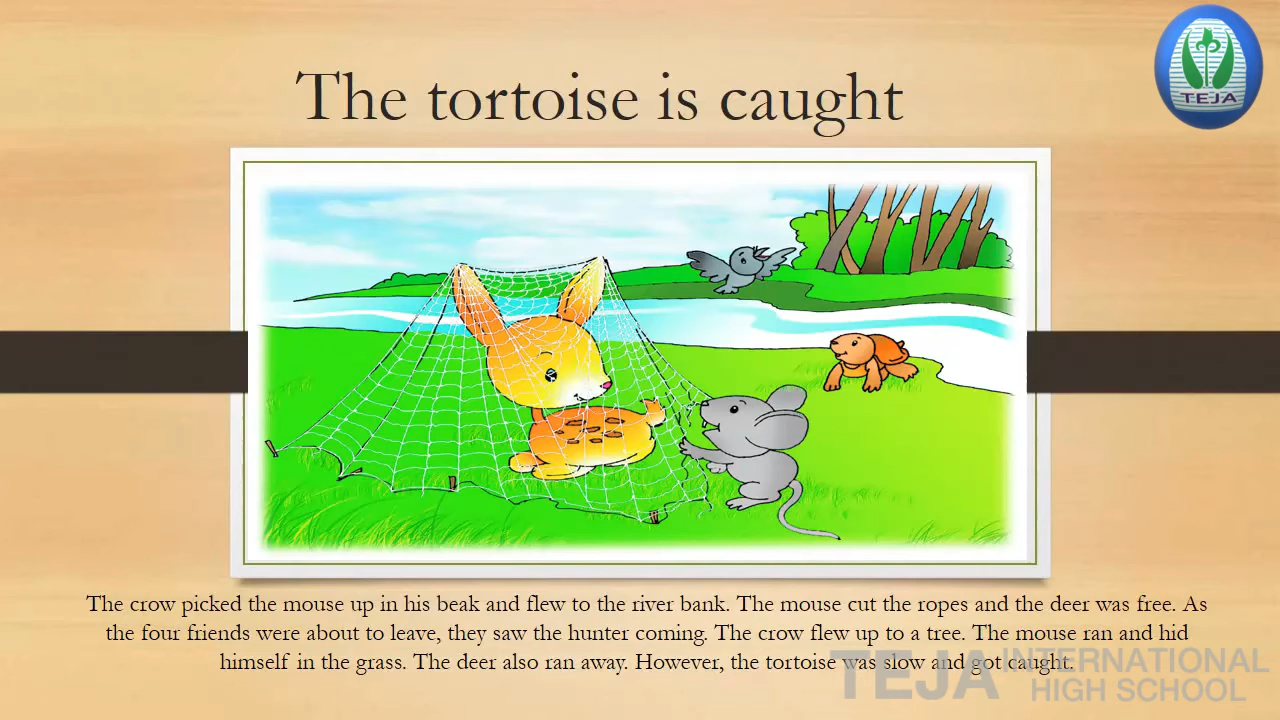 TEJA
The tortoise is caught
The crow picked the mouse up in his beak and flew to the river bank. The mouse cut the ropes and the deer was free. As
the four friends were about to leave, they saw the hunter coming. The crow flew up to a tree. The mouse ran and hid
himself in the grass. The deer also ran away. However, the tortoise was slow and got caught.
TEJA INTERNATIONAL
HIGH SCHOOL